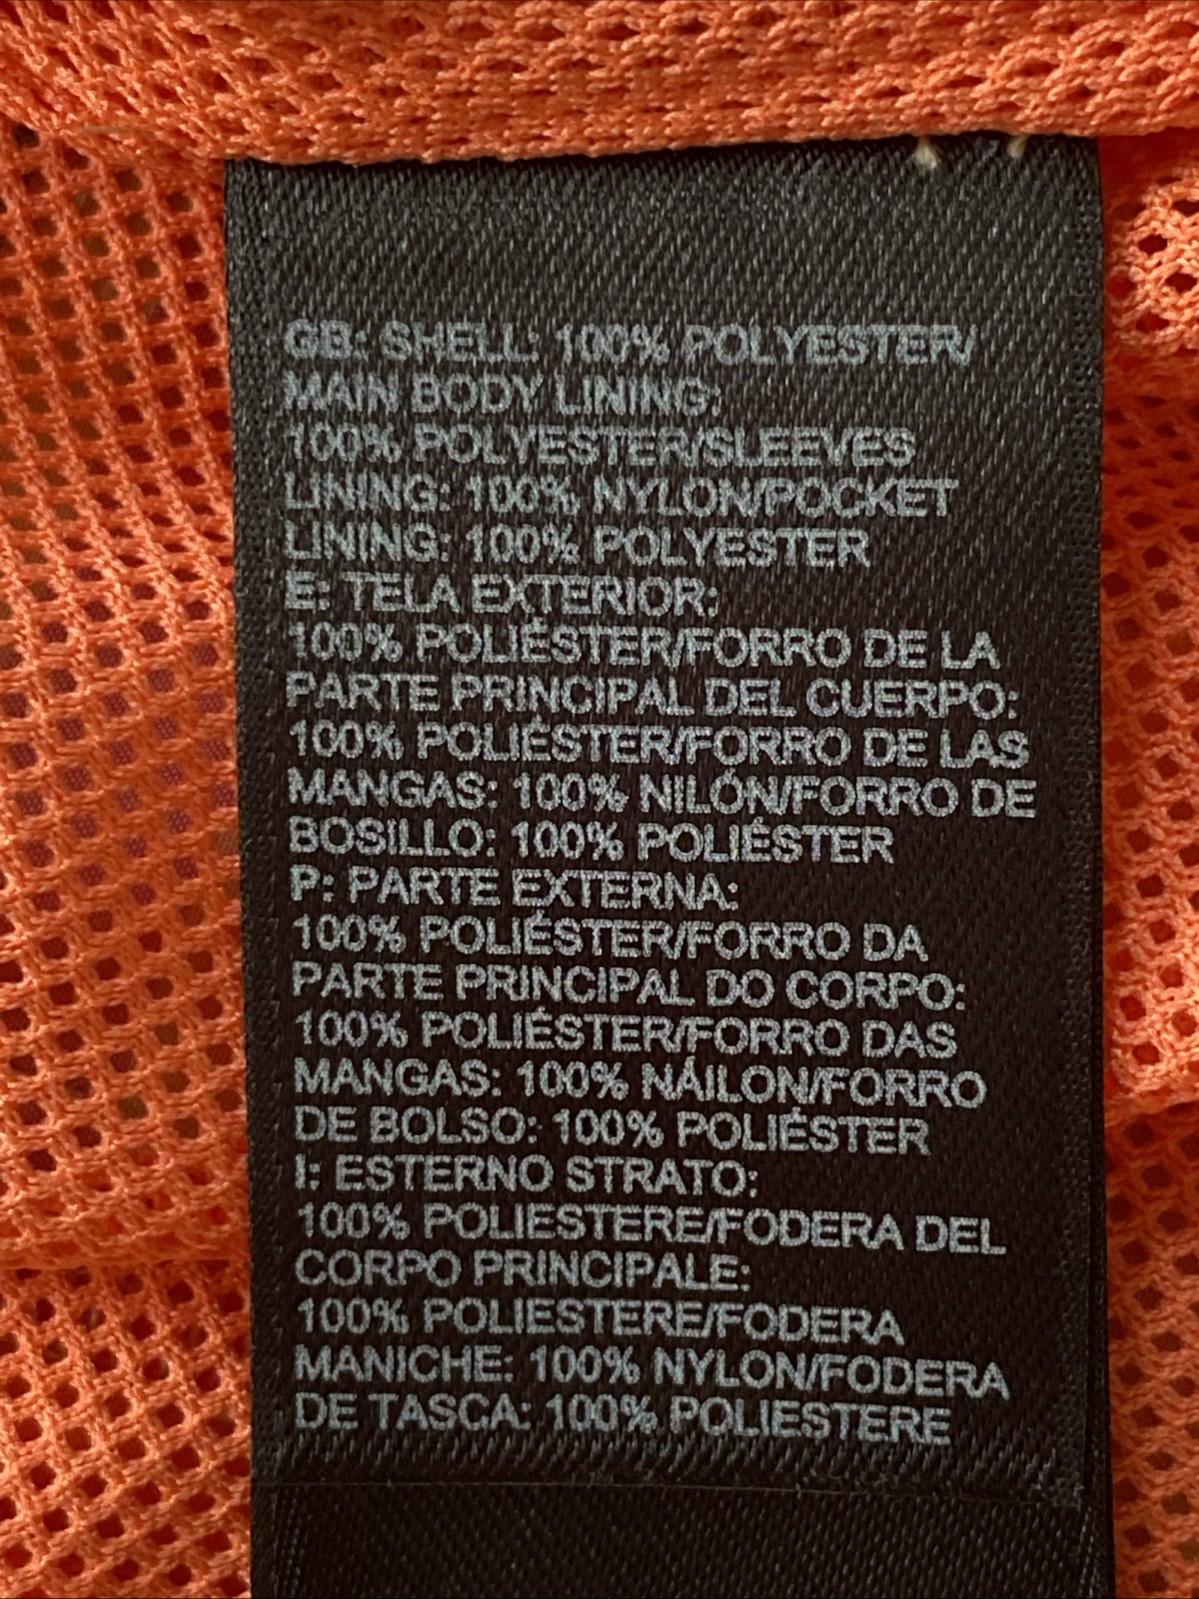 GB: SHELL: 100% POLYESTER/
MAIN BODY LINING:
100% POLYESTER/SLEEVES
LINING: 100% NYLON/POCKET
LINING: 100% POLYESTER
E: TELA EXTERIOR:
100% POLIÉSTER/FORRO DE LA
PARTE PRINCIPAL DEL CUERPO:
100% POLIÉSTER/FORRO DE LAS
MANGAS: 100% NILÓN/FORRO DE
BOSILLO: 100% POLIÉSTER
P: PARTE EXTERNA:
100% POLIÉSTER/FORRO DA
PARTE PRINCIPAL DO CORPO:
100% POLIÉSTER/FORRO DAS
MANGAS: 100% NÁILON/FORRO
DE BOLSO: 100% POLIÉSTER
I: ESTERNO STRATO:
100% POLIESTERE/FODERA DEL
CORPO PRINCIPALE:
100% POLIESTERE/FODERA
MANICHE: 100% NYLON/FODERA
DE TASCA: 100% POLIESTERE